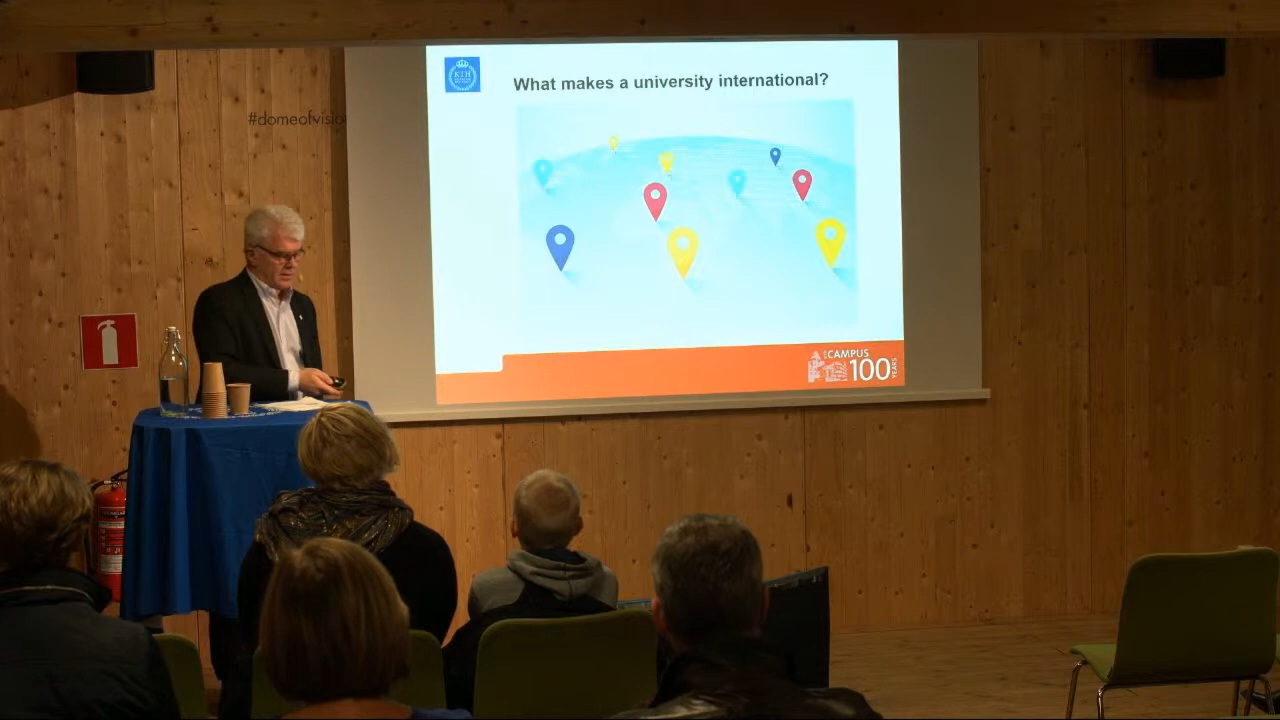 #domeofvisio
KTH
What makes a university international?
CAMPUS
100
YEARS